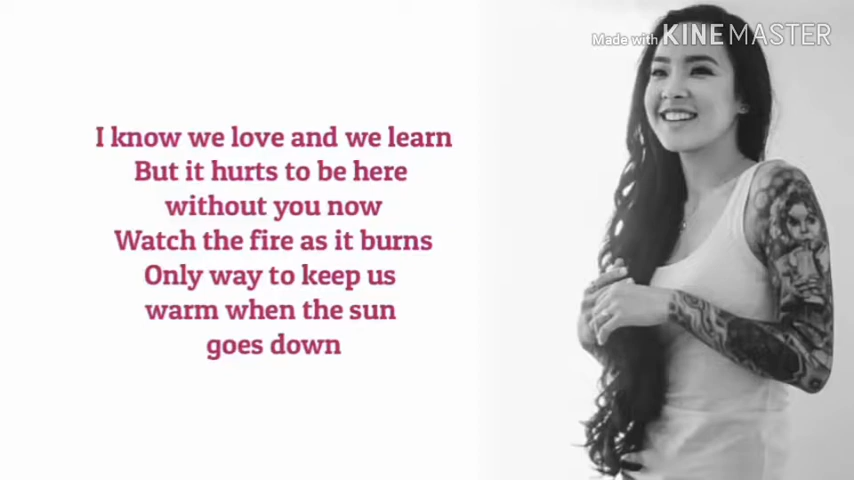 Made with KINEMASTER
I know we love and we learn
But it hurts to be here
without you now
Watch the fire as it burns
Only way to keep us
warm when the sun
goes down